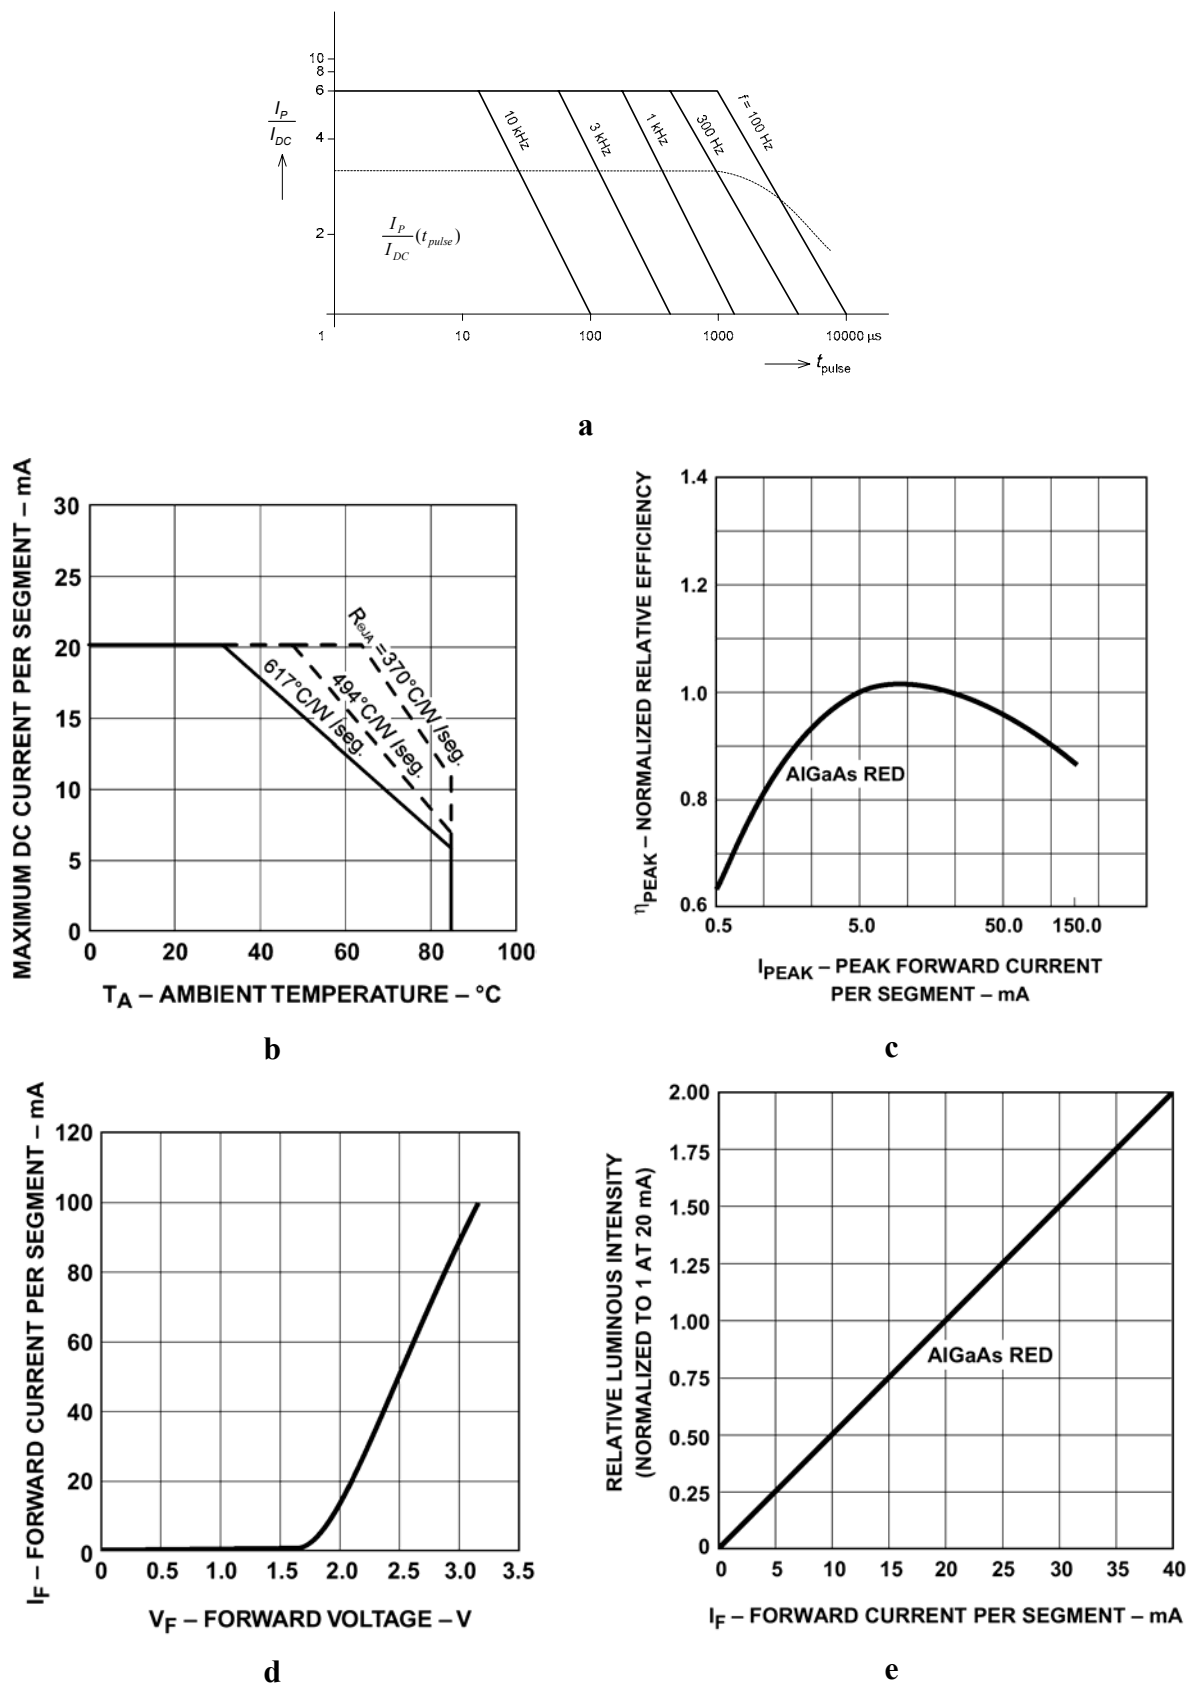 10
8
6
4
2
1
I_P
I_DC
10 kHz
3 kHz
1 kHz
300 Hz
f = 100 Hz
I_P
I_DC (t_pulse)
10 100 1000 10000 µs
t_pulse
a
MAXIMUM DC CURRENT PER SEGMENT – mA
30
25
20
15
10
5
0
0 20 40 60 80 100
R_ΘJA =370°C/W /seg.
494°C/W /seg.
617°C/W /seg.
T_A – AMBIENT TEMPERATURE – °C
b
η_PEAK – NORMALIZED RELATIVE EFFICIENCY
1.4
1.2
1.0
0.8
0.6
AlGaAs RED
0.5 5.0 50.0 150.0
I_PEAK – PEAK FORWARD CURRENT
PER SEGMENT – mA
c
I_F – FORWARD CURRENT PER SEGMENT – mA
120
100
80
60
40
20
0
0 0.5 1.0 1.5 2.0 2.5 3.0 3.5
V_F – FORWARD VOLTAGE – V
d
RELATIVE LUMINOUS INTENSITY
(NORMALIZED TO 1 AT 20 mA)
2.00
1.75
1.50
1.25
1.00
0.75
0.50
0.25
0
AlGaAs RED
0 5 10 15 20 25 30 35 40
I_F – FORWARD CURRENT PER SEGMENT – mA
e